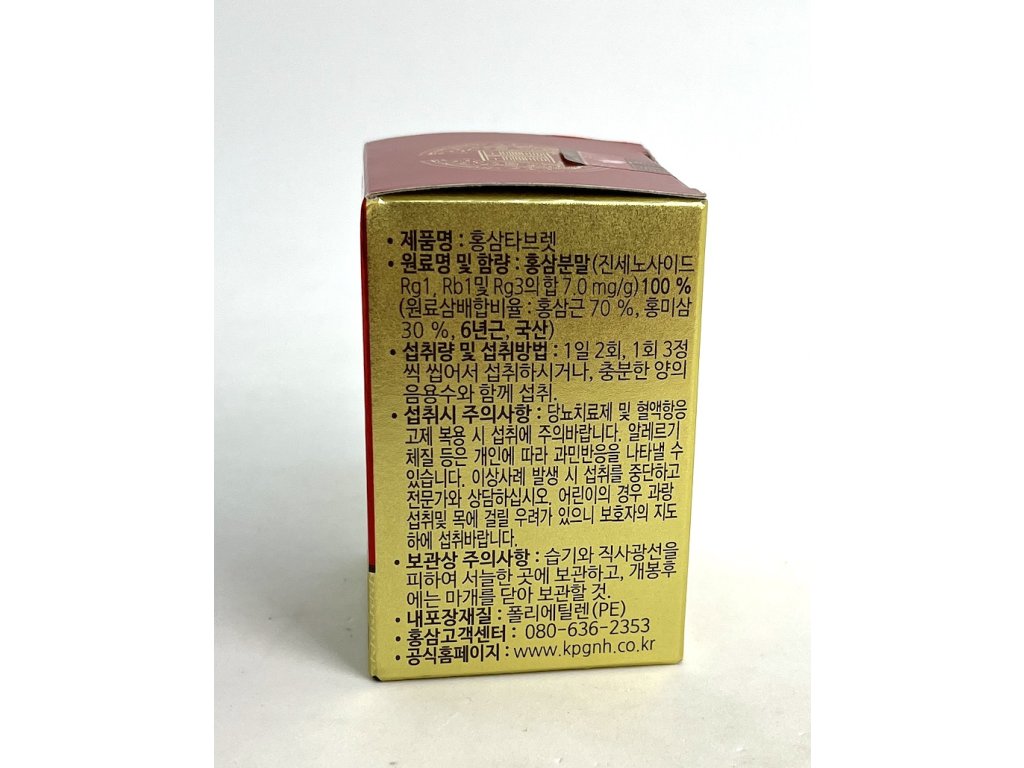 • 제품명 : 홍삼타브렛
• 원료명 및 함량 : 홍삼분말(진세노사이드
Rg1, Rb1및 Rg3의 합 7.0 mg/g)100 %
(원료삼배합비율 : 홍삼근 70 %, 홍미삼
30 %, 6년근, 국산)
• 섭취량 및 섭취방법 : 1일 2회, 1회 3정
씩 씹어서 섭취하시거나, 충분한 양의
음용수와 함께 섭취.
• 섭취시 주의사항 : 당뇨치료제 및 혈액항응
고제 복용 시 섭취에 주의바랍니다. 알레르기
체질 등은 개인에 따라 과민반응을 나타낼 수
있습니다. 이상사례 발생 시 섭취를 중단하고
전문가와 상담하십시오. 어린이의 경우 과량
섭취및 목에 걸릴 우려가 있으니 보호자의 지도
하에 섭취바랍니다.
• 보관상 주의사항 : 습기와 직사광선을
피하여 서늘한 곳에 보관하고, 개봉후
에는 마개를 닫아 보관할 것.
• 내포장재질 : 폴리에틸렌(PE)
• 홍삼고객센터 : 080-636-2353
• 공식홈페이지 : www.kpgnh.co.kr